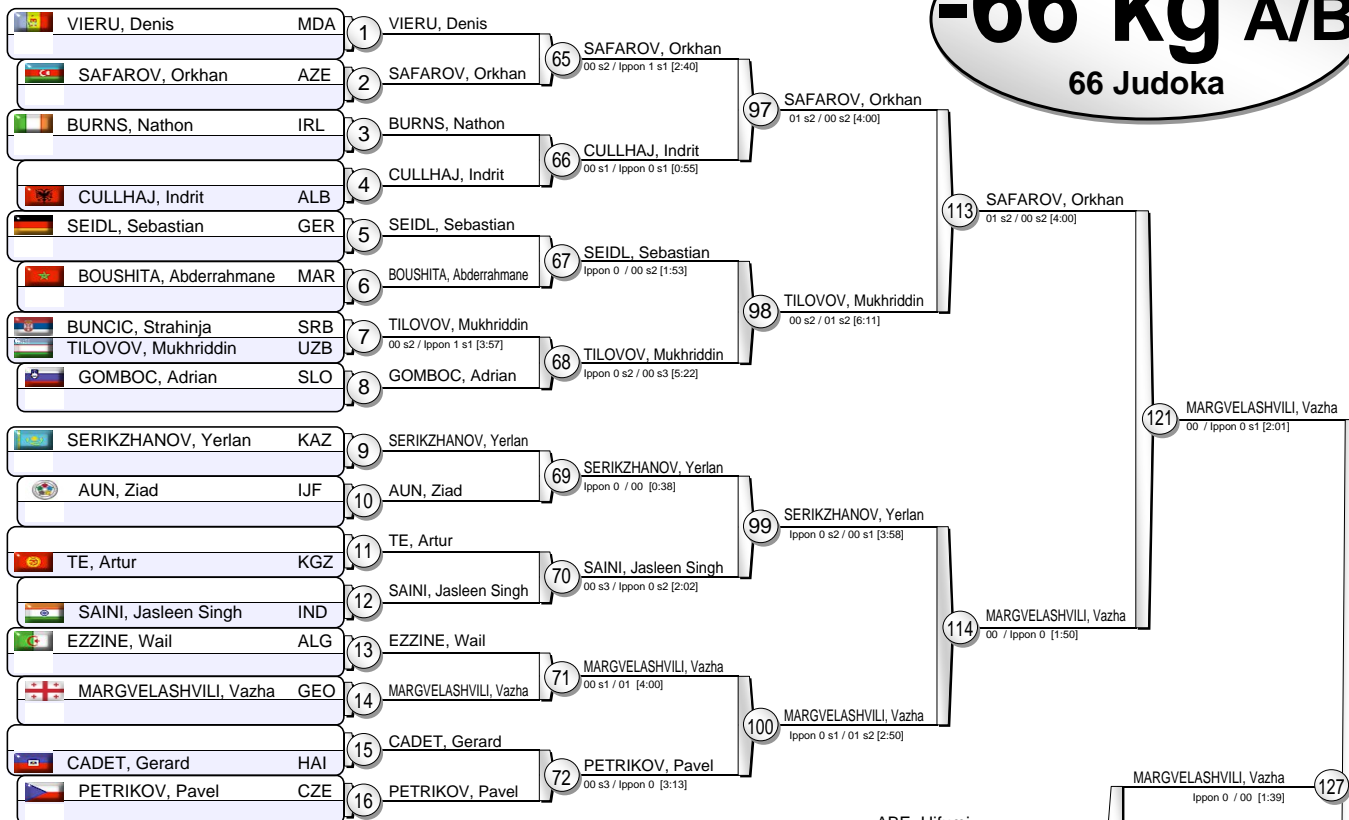 -66 kg A/B
66 Judoka
VIERU, Denis MDA
SAFAROV, Orkhan AZE
BURNS, Nathon IRL
CULLHAJ, Indrit ALB
SEIDL, Sebastian GER
BOUSHITA, Abderrahmane MAR
BUNCIC, Strahinja SRB
TILOVOV, Mukhriddin UZB
GOMBOC, Adrian SLO
SERIKZHANOV, Yerlan KAZ
AUN, Ziad IJF
TE, Artur KGZ
SAINI, Jasleen Singh IND
EZZINE, Wail ALG
MARGVELASHVILI, Vazha GEO
CADET, Gerard HAI
PETRIKOV, Pavel CZE
1 VIERU, Denis
2 SAFAROV, Orkhan
3 BURNS, Nathon
4 CULLHAJ, Indrit
5 SEIDL, Sebastian
6 BOUSHITA, Abderrahmane
7 TILOVOV, Mukhriddin
00 s2 / Ippon 1 s1 [3:57]
8 GOMBOC, Adrian
9 SERIKZHANOV, Yerlan
10 AUN, Ziad
11 TE, Artur
12 SAINI, Jasleen Singh
13 EZZINE, Wail
14 MARGVELASHVILI, Vazha
15 CADET, Gerard
16 PETRIKOV, Pavel
65 SAFAROV, Orkhan
00 s2 / Ippon 1 s1 [2:40]
66 CULLHAJ, Indrit
00 s1 / Ippon 0 s1 [0:55]
67 SEIDL, Sebastian
Ippon 0 / 00 s2 [1:53]
68 TILOVOV, Mukhriddin
Ippon 0 s2 / 00 s3 [5:22]
69 SERIKZHANOV, Yerlan
Ippon 0 / 00 [0:38]
70 SAINI, Jasleen Singh
00 s3 / Ippon 0 s2 [2:02]
71 MARGVELASHVILI, Vazha
00 s1 / 01 [4:00]
72 PETRIKOV, Pavel
00 s3 / Ippon 0 [3:13]
97 SAFAROV, Orkhan
01 s2 / 00 s2 [4:00]
98 TILOVOV, Mukhriddin
00 s2 / 01 s2 [6:11]
99 SERIKZHANOV, Yerlan
Ippon 0 s2 / 00 s1 [3:58]
100 MARGVELASHVILI, Vazha
Ippon 0 s1 / 01 s2 [2:50]
113 SAFAROV, Orkhan
01 s2 / 00 s2 [4:00]
114 MARGVELASHVILI, Vazha
00 / Ippon 0 [1:50]
121 MARGVELASHVILI, Vazha
00 / Ippon 0 s1 [2:01]
MARGVELASHVILI, Vazha 127
Ippon 0 / 00 [1:39]